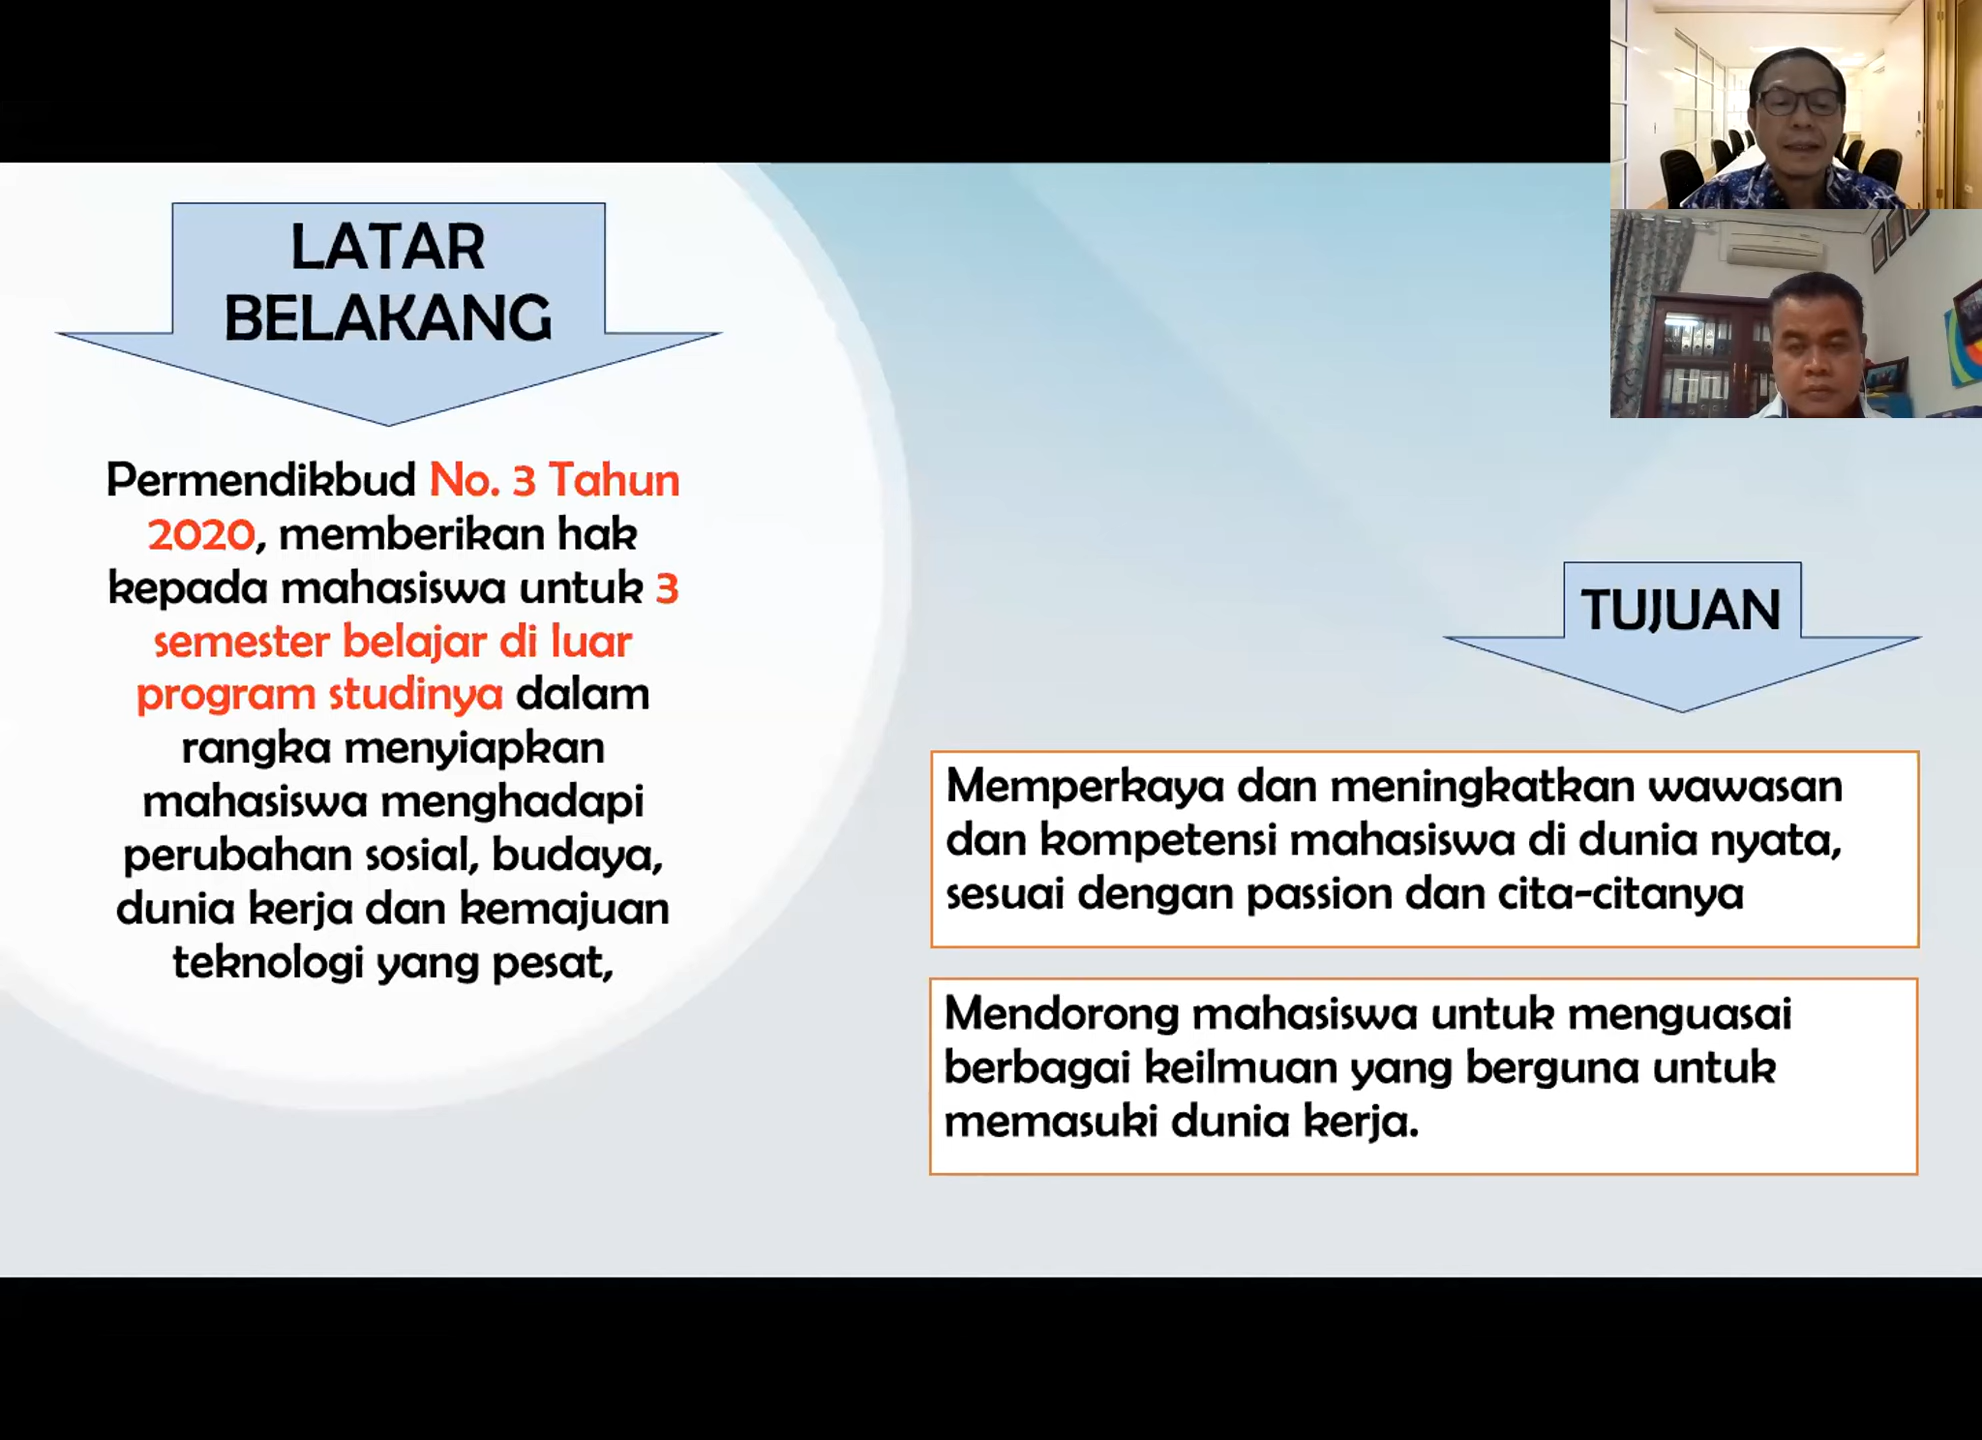 LATAR
BELAKANG
Permendikbud No. 3 Tahun
2020, memberikan hak
kepada mahasiswa untuk 3
semester belajar di luar
program studinya dalam
rangka menyiapkan
mahasiswa menghadapi
perubahan sosial, budaya,
dunia kerja dan kemajuan
teknologi yang pesat,
TUJUAN
Memperkaya dan meningkatkan wawasan
dan kompetensi mahasiswa di dunia nyata,
sesuai dengan passion dan cita-citanya
Mendorong mahasiswa untuk menguasai
berbagai keilmuan yang berguna untuk
memasuki dunia kerja.